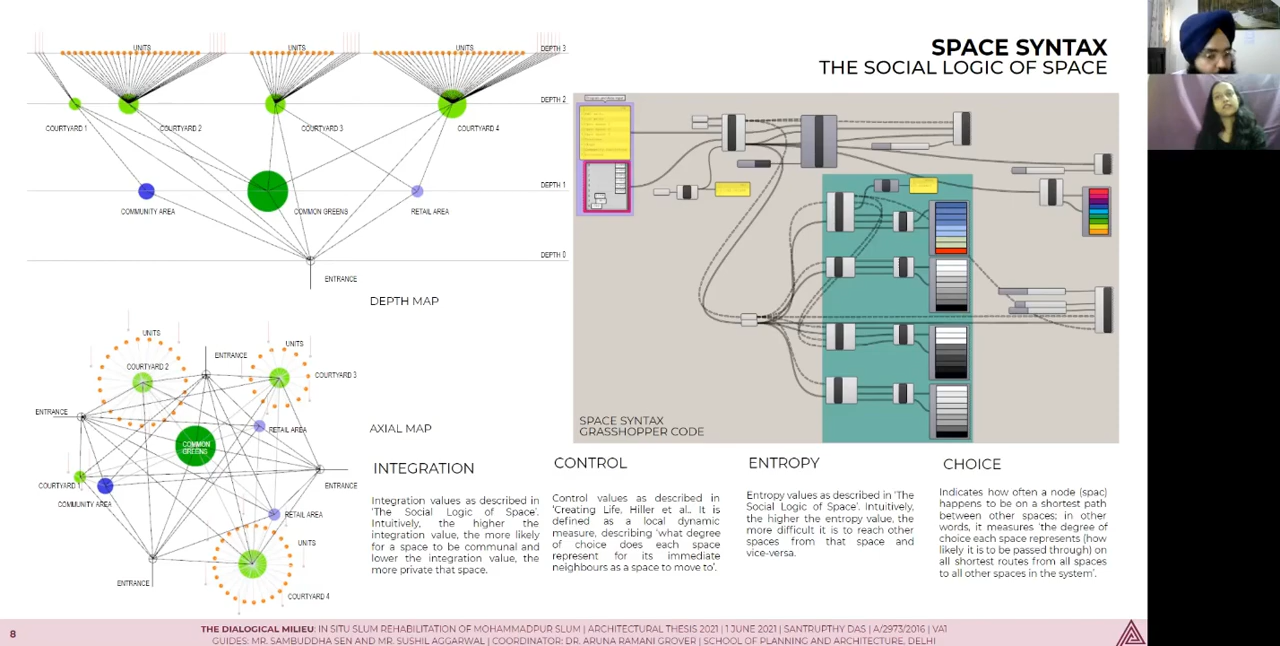 SPACE SYNTAX
THE SOCIAL LOGIC OF SPACE
UNITS
UNITS
UNITS
DEPTH 3
DEPTH 2
COURTYARD 1
COURTYARD 2
COURTYARD 3
COURTYARD 4
DEPTH 1
COMMUNITY AREA
COMMON GREENS
RETAIL AREA
DEPTH 0
ENTRANCE
DEPTH MAP
UNITS
COURTYARD 2
ENTRANCE
UNITS
COURTYARD 3
ENTRANCE
RETAIL AREA
COMMON
GREENS
AXIAL MAP
COURTYARD 1
COMMUNITY AREA
ENTRANCE
RETAIL AREA
UNITS
ENTRANCE
COURTYARD 4
SPACE SYNTAX
GRASSHOPPER CODE
INTEGRATION
Integration values as described in
'The Social Logic of Space'.
Intuitively, the higher the
integration value, the more likely
for a space to be communal and
lower the integration value, the
more private that space.
CONTROL
Control values as described in
'Creating Life, Hiller et al.. It is
defined as a local dynamic
measure, describing 'what degree
of choice does each space
represent for its immediate
neighbours as a space to move to'.
ENTROPY
Entropy values as described in 'The
Social Logic of Space'. Intuitively,
the higher the entropy value, the
more difficult it is to reach other
spaces from that space and
vice-versa.
CHOICE
Indicates how often a node (spac)
happens to be on a shortest path
between other spaces; in other
words, it measures 'the degree of
choice each space represents (how
likely it is to be passed through) on
all shortest routes from all spaces
to all other spaces in the system'.
8
THE DIALOGICAL MILIEU: IN SITU SLUM REHABILITATION OF MOHAMMADPUR SLUM | ARCHITECTURAL THESIS 2021 | 1 JUNE 2021 | SANTRUPTHY DAS | A/2973/2016 | VA1
GUIDES: MR. SAMBUDDHA SEN AND MR. SUSHIL AGGARWAL | COORDINATOR: DR. ARUNA RAMANI GROVER | SCHOOL OF PLANNING AND ARCHITECTURE, DELHI